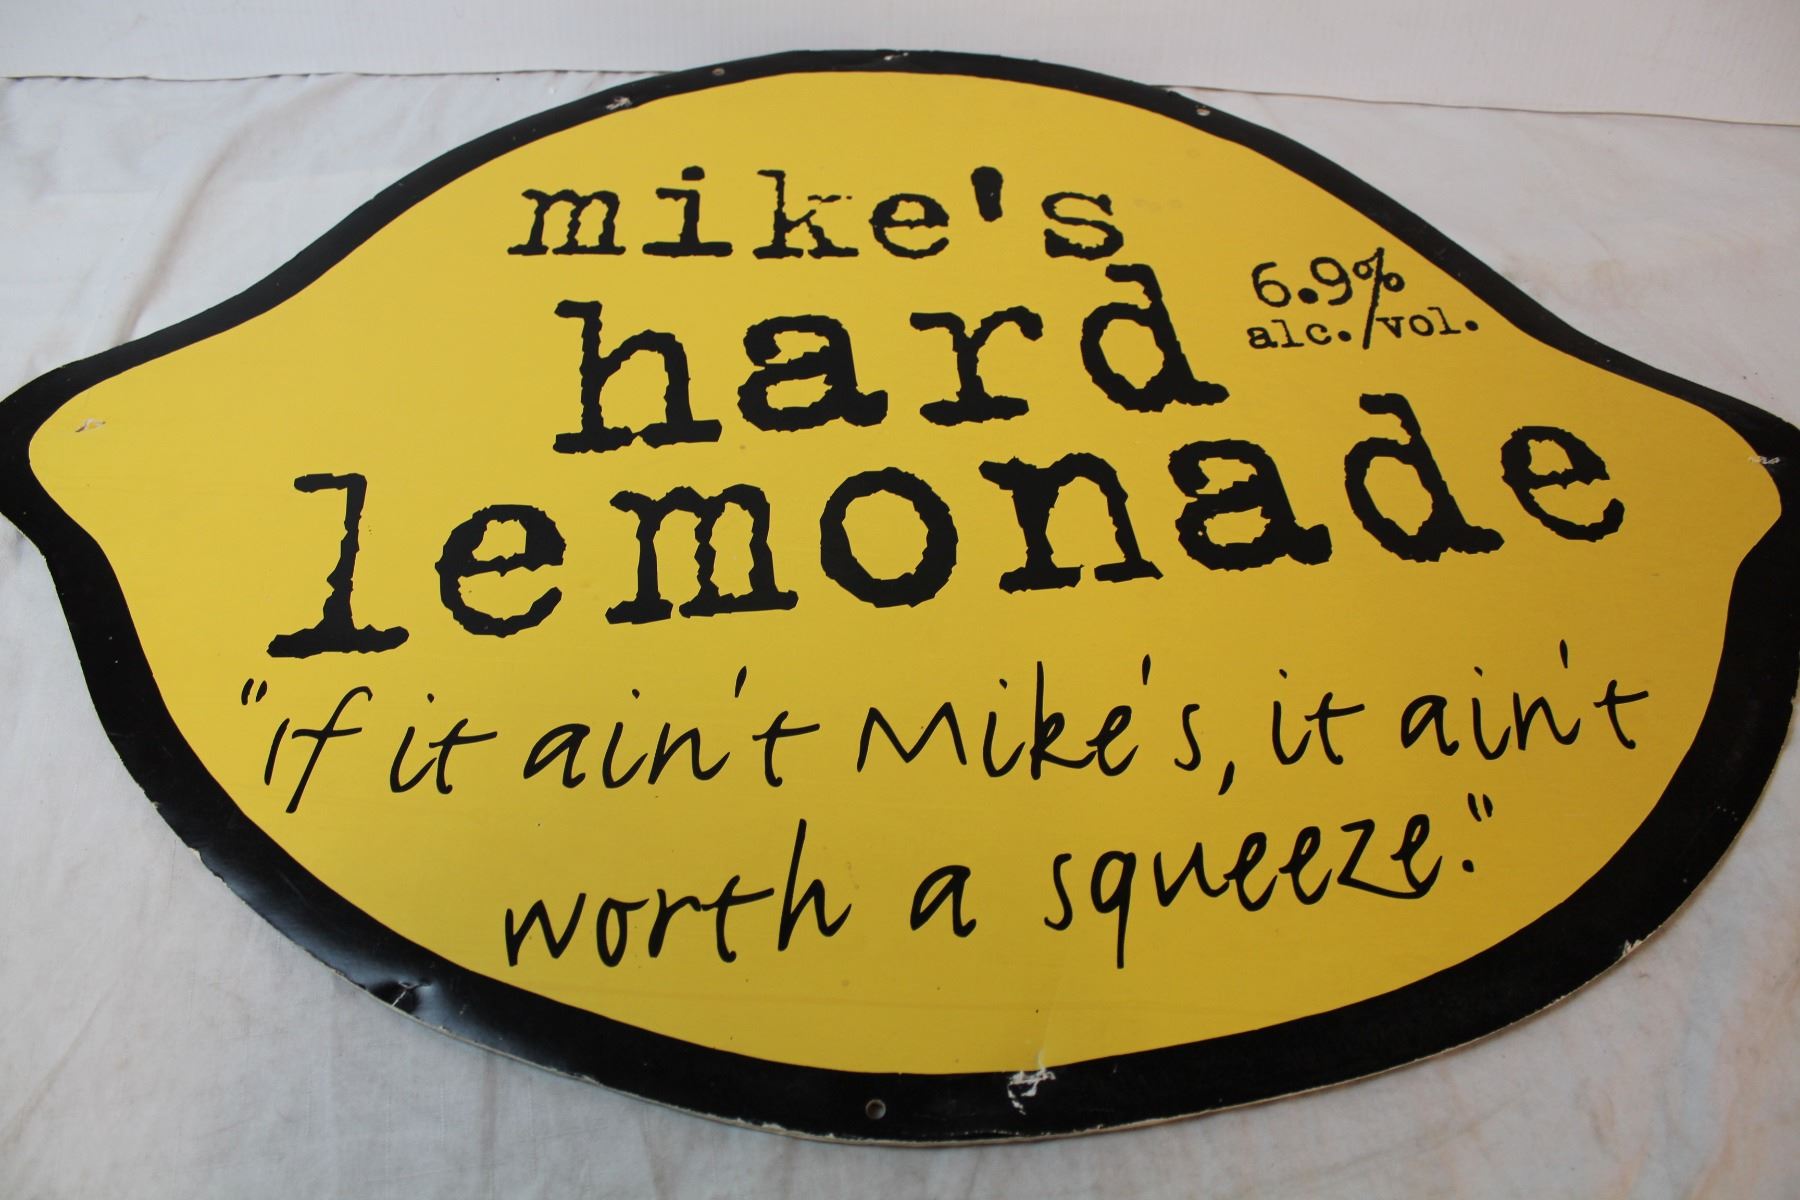 mike's
hard
6.9%
alc./vol.
lemonade
"if it ain't Mike's, it ain't
worth a squeeze."